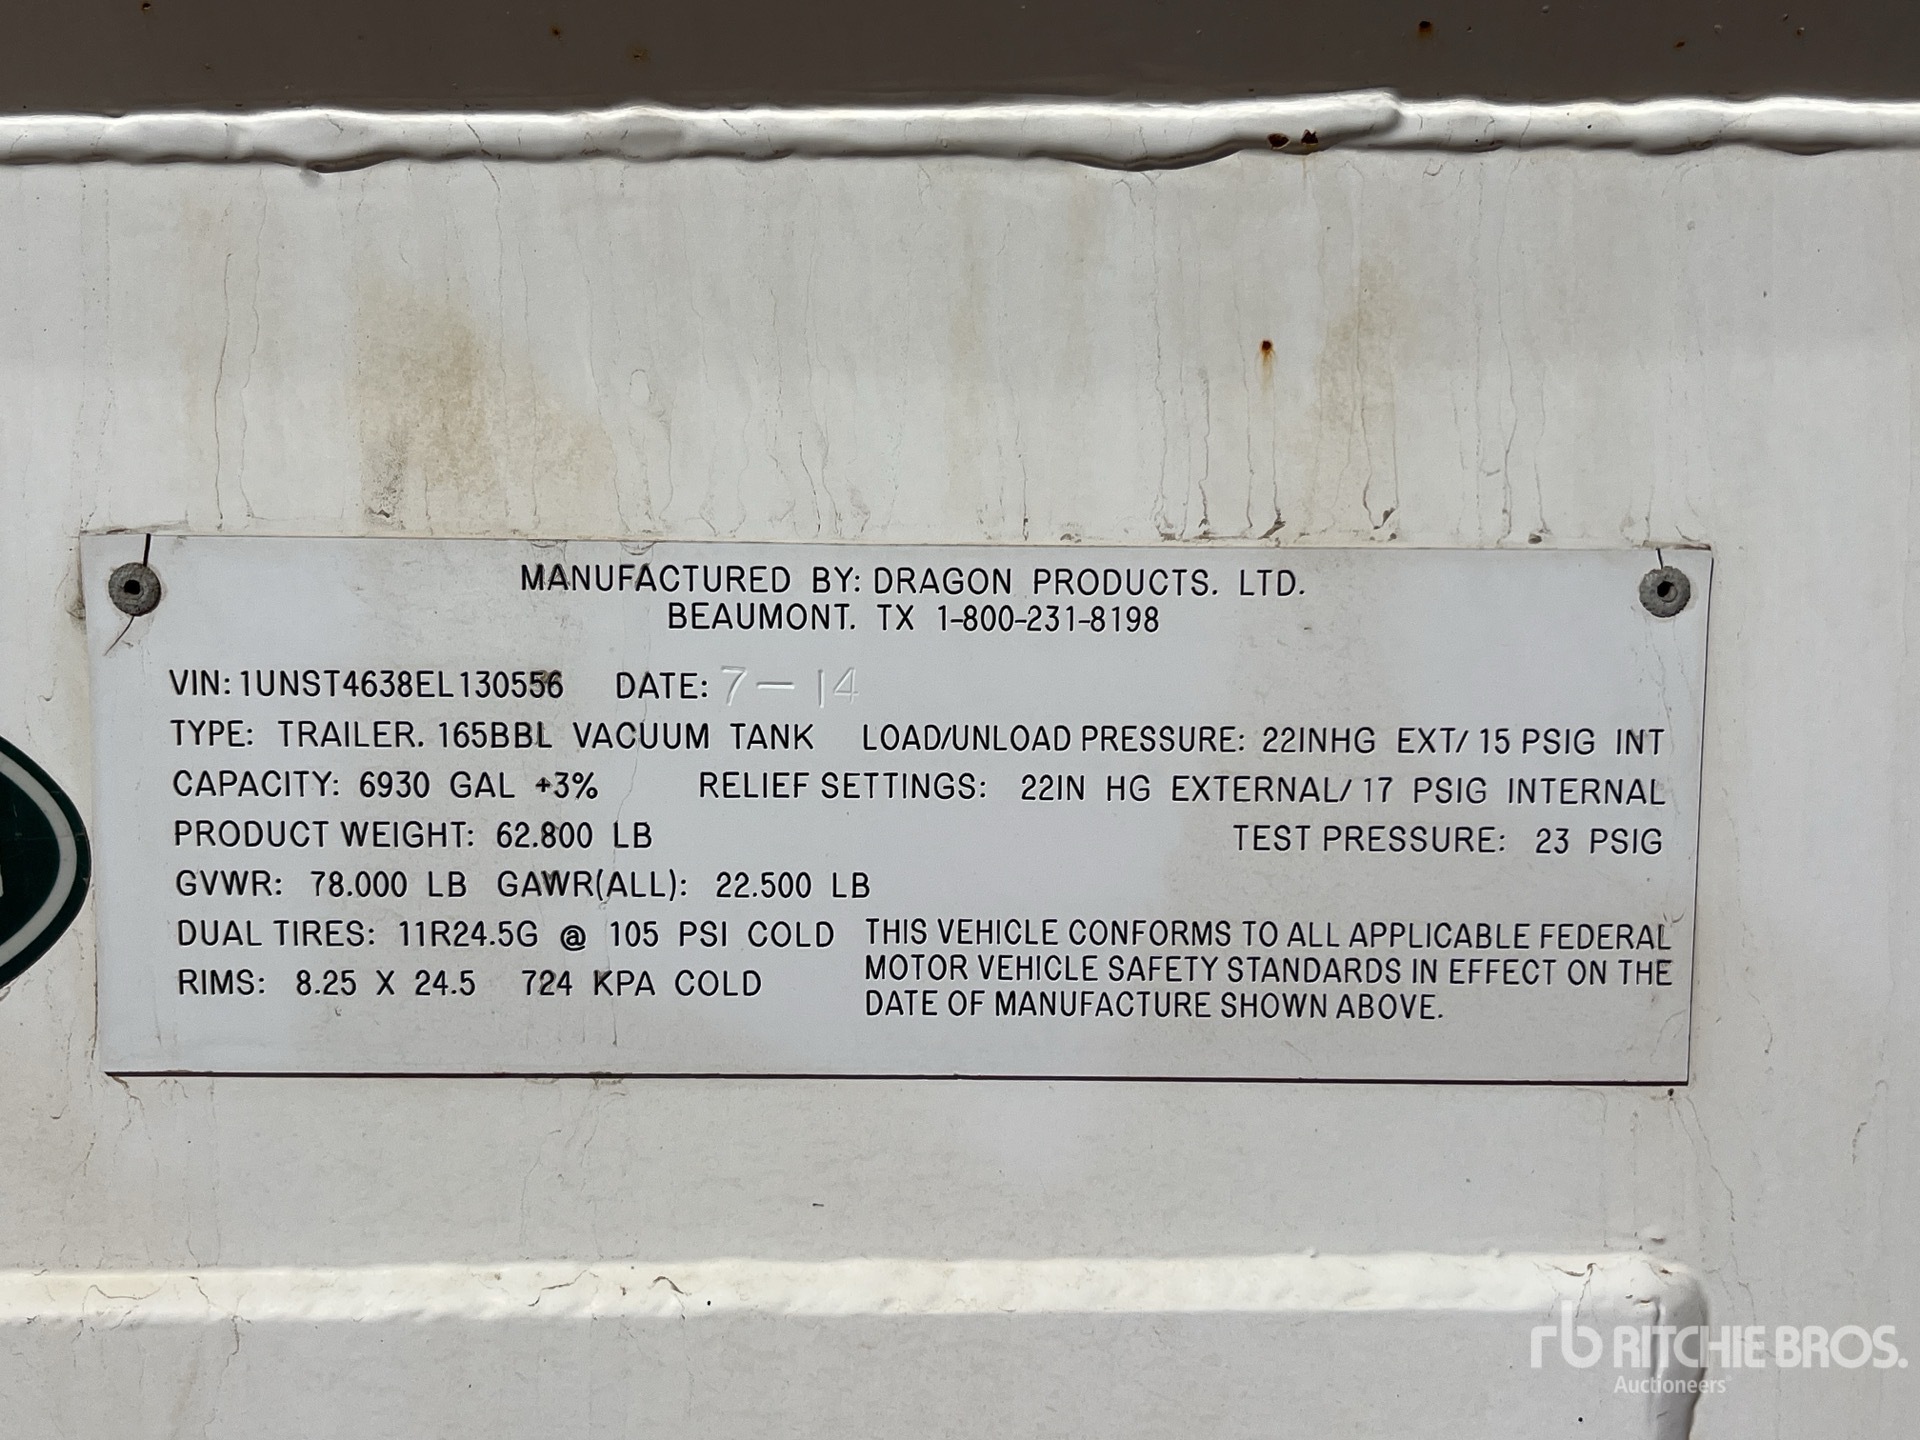 MANUFACTURED BY: DRAGON PRODUCTS. LTD.
BEAUMONT. TX 1-800-231-8198
VIN: 1UNST4638EL130556 DATE: 7-14
TYPE: TRAILER. 165BBL VACUUM TANK LOAD/UNLOAD PRESSURE: 22INHG EXT/ 15 PSIG INT
CAPACITY: 6930 GAL +3% RELIEF SETTINGS: 22IN HG EXTERNAL/ 17 PSIG INTERNAL
PRODUCT WEIGHT: 62.800 LB TEST PRESSURE: 23 PSIG
GVWR: 78.000 LB GAWR(ALL): 22.500 LB
DUAL TIRES: 11R24.5G @ 105 PSI COLD
RIMS: 8.25 X 24.5 724 KPA COLD
THIS VEHICLE CONFORMS TO ALL APPLICABLE FEDERAL
MOTOR VEHICLE SAFETY STANDARDS IN EFFECT ON THE
DATE OF MANUFACTURE SHOWN ABOVE.
rb RITCHIE BROS.
Auctioneers